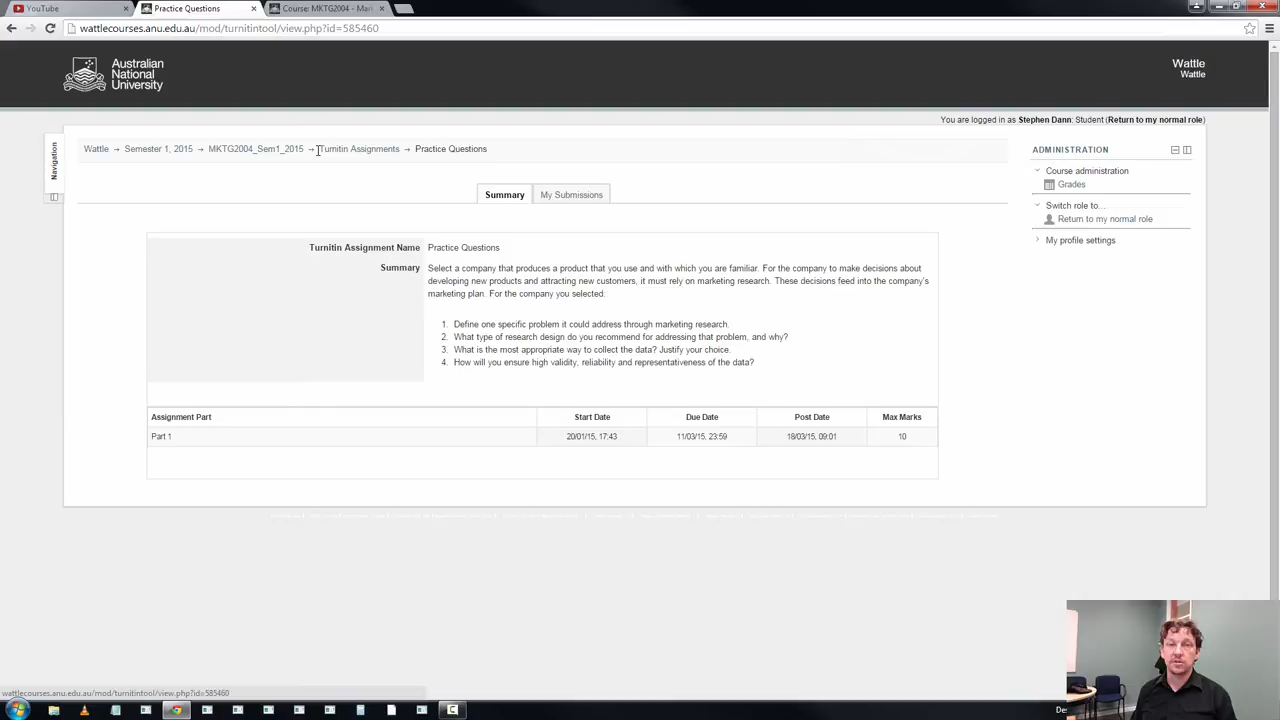 YouTube
Practice Questions
Course: MKTG2004 - Mari
wattlecourses.anu.edu.au/mod/turnitintool/view.php?id=585460
Australian
National
University
Wattle
Wattle
You are logged in as Stephen Dann: Student (Return to my normal role)
Navigation
Wattle → Semester 1, 2015 → MKTG2004_Sem1_2015 → Turnitin Assignments → Practice Questions
ADMINISTRATION
Course administration
Grades
Switch role to...
Return to my normal role
My profile settings
Summary
My Submissions
Turnitin Assignment Name Practice Questions
Summary Select a company that produces a product that you use and with which you are familiar. For the company to make decisions about
developing new products and attracting new customers, it must rely on marketing research. These decisions feed into the company's
marketing plan. For the company you selected:
1. Define one specific problem it could address through marketing research.
2. What type of research design do you recommend for addressing that problem, and why?
3. What is the most appropriate way to collect the data? Justify your choice.
4. How will you ensure high validity, reliability and representativeness of the data?
Assignment Part Start Date Due Date Post Date Max Marks
Part 1 20/01/15, 17:43 11/03/15, 23:59 18/03/15, 09:01 10
wattlecourses.anu.edu.au/mod/turnitintool/view.php?id=585460